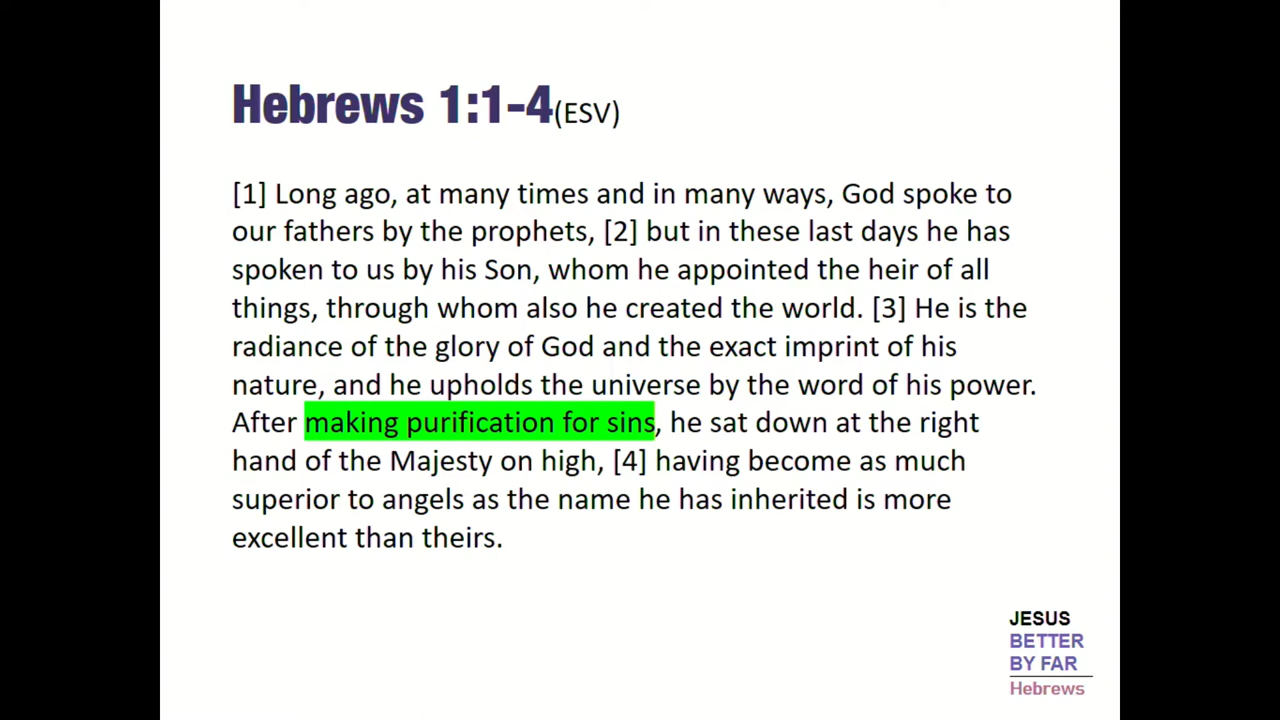 Hebrews 1:1-4(ESV)
[1] Long ago, at many times and in many ways, God spoke to
our fathers by the prophets, [2] but in these last days he has
spoken to us by his Son, whom he appointed the heir of all
things, through whom also he created the world. [3] He is the
radiance of the glory of God and the exact imprint of his
nature, and he upholds the universe by the word of his power.
After making purification for sins, he sat down at the right
hand of the Majesty on high, [4] having become as much
superior to angels as the name he has inherited is more
excellent than theirs.
JESUS
BETTER
BY FAR
Hebrews